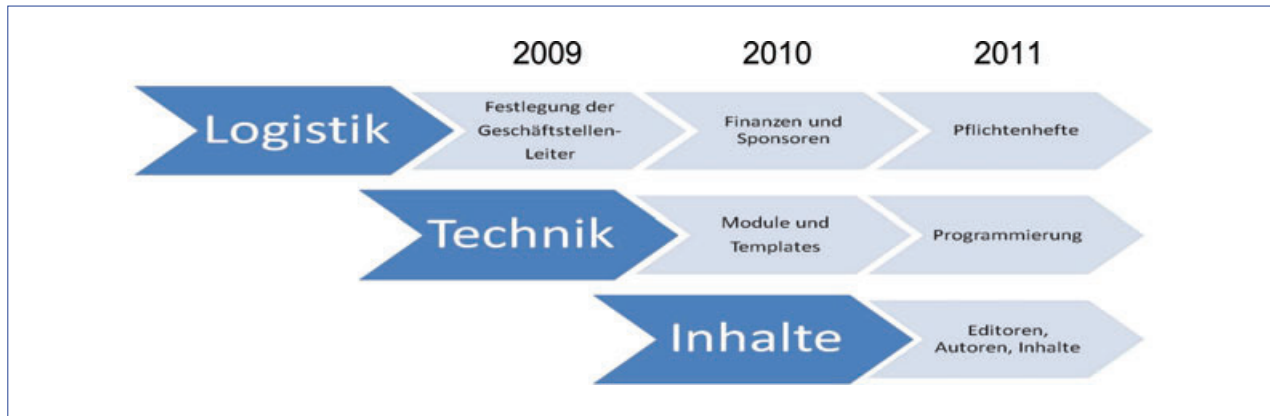 2009 2010 2011
Logistik
Festlegung der
Geschäftstellen-
Leiter
Finanzen und
Sponsoren
Pflichtenhefte
Technik
Module und
Templates
Programmierung
Inhalte
Editoren,
Autoren, Inhalte